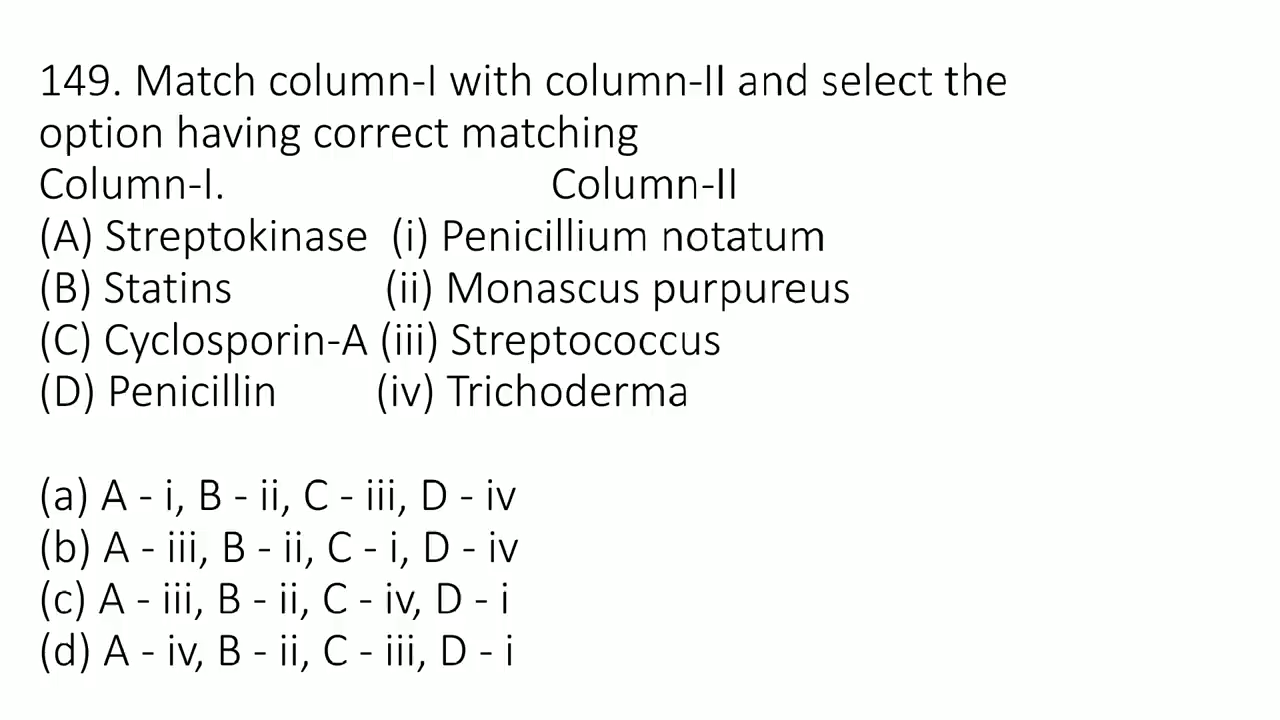 149. Match column-I with column-II and select the
option having correct matching
Column-I. Column-II
(A) Streptokinase (i) Penicillium notatum
(B) Statins (ii) Monascus purpureus
(C) Cyclosporin-A (iii) Streptococcus
(D) Penicillin (iv) Trichoderma
(a) A - i, B - ii, C - iii, D - iv
(b) A - iii, B - ii, C - i, D - iv
(c) A - iii, B - ii, C - iv, D - i
(d) A - iv, B - ii, C - iii, D - i